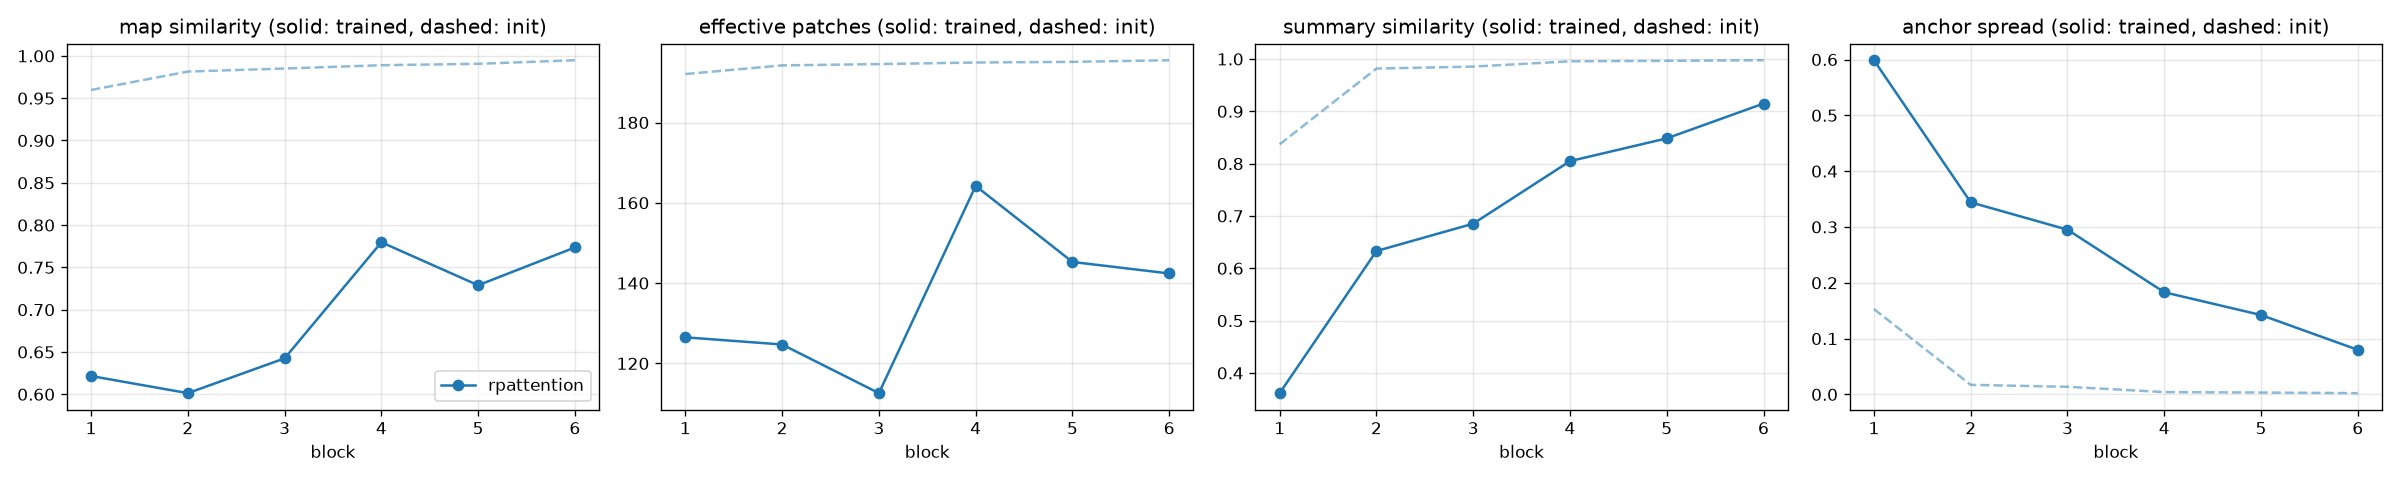 map similarity (solid: trained, dashed: init)
1.00
0.95
0.90
0.85
0.80
0.75
0.70
0.65
0.60
rpattention
1 2 3 4 5 6
block
effective patches (solid: trained, dashed: init)
180
160
140
120
1 2 3 4 5 6
block
summary similarity (solid: trained, dashed: init)
1.0
0.9
0.8
0.7
0.6
0.5
0.4
1 2 3 4 5 6
block
anchor spread (solid: trained, dashed: init)
0.6
0.5
0.4
0.3
0.2
0.1
0.0
1 2 3 4 5 6
block